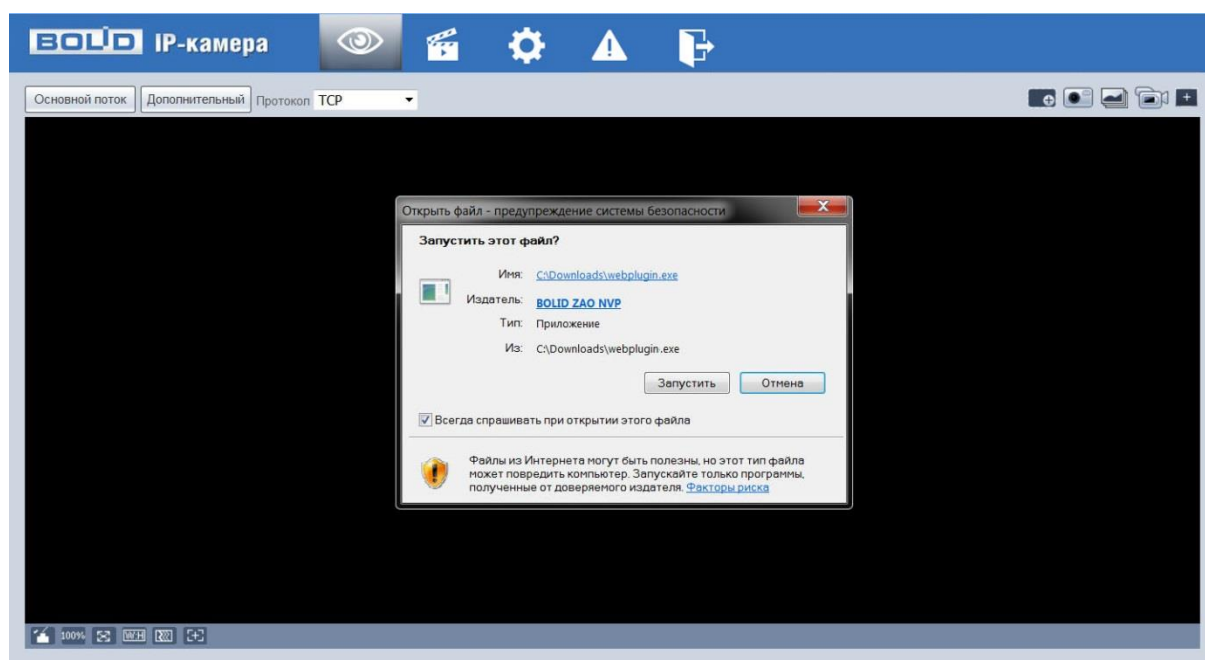 BOLID IP-камера
Основной поток Дополнительный Протокол TCP
Открыть файл - предупреждение системы безопасности
Запустить этот файл?
Имя: C:\Downloads\webplugin.exe
Издатель: BOLID ZAO NVP
Тип: Приложение
Из: C:\Downloads\webplugin.exe
Запустить Отмена
Всегда спрашивать при открытии этого файла
Файлы из Интернета могут быть полезны, но этот тип файла
может повредить компьютер. Запускайте только программы,
полученные от доверяемого издателя. Факторы риска
100% W:H